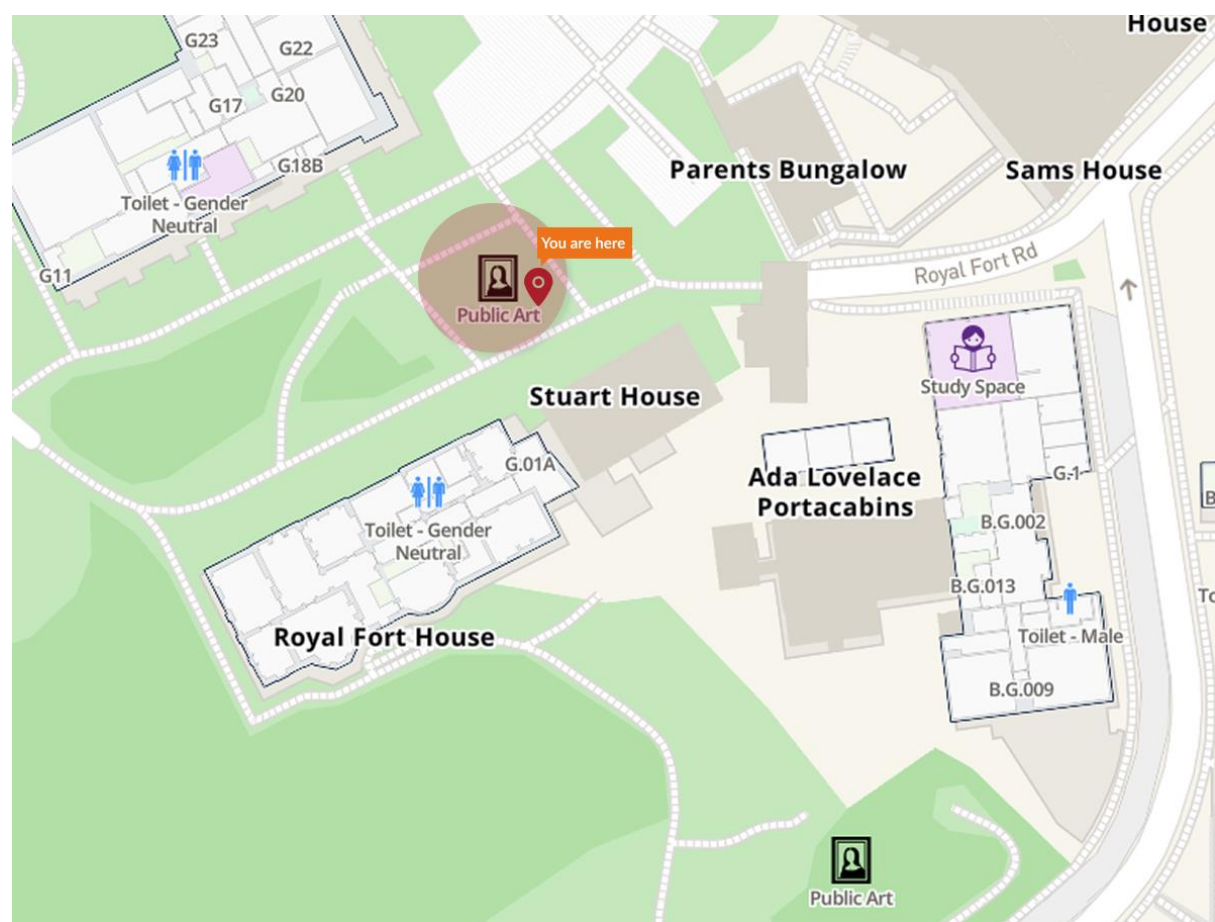 House
G23
G22
G20
G17
G18B
Toilet - Gender
Neutral
G11
Parents Bungalow
Sams House
You are here
Public Art
Royal Fort Rd
Study Space
Stuart House
G.01A
Toilet - Gender
Neutral
Ada Lovelace
Portacabins
G-1
B.G.002
B.G.013
Toilet - Male
Royal Fort House
B.G.009
Public Art